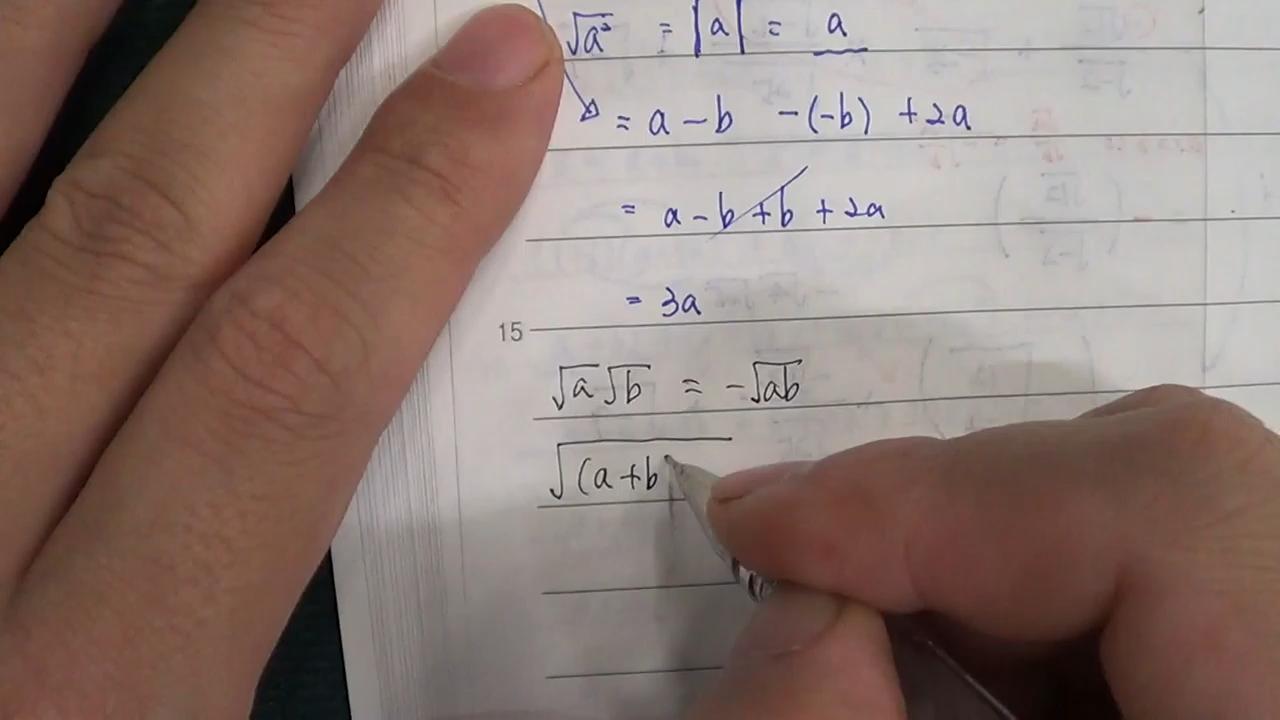 √a² = |a| = a
= a - b - (-b) + 2a
= a - b + b + 2a
= 3a
15
√a √b = -√ab
√(a + b